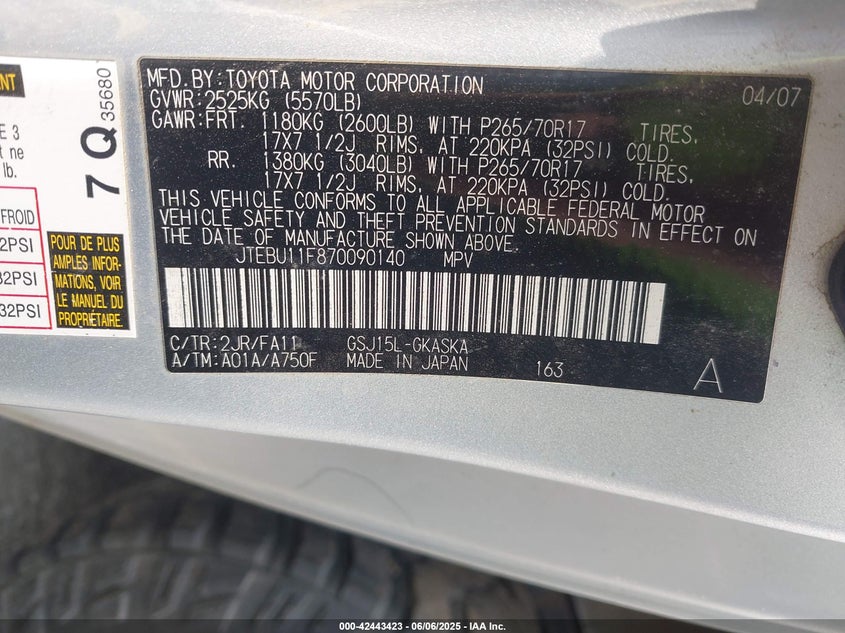 ENT
E 3
t ne
lb.
FROID
2PSI
32PSI
32PSI
7 Q
35680
POUR DE PLUS
AMPLES INFOR-
MATIONS, VOIR
LE MANUEL DU
PROPRIÉTAIRE.
MFD. BY: TOYOTA MOTOR CORPORATION 04/07
GVWR: 2525KG (5570LB)
GAWR: FRT. 1180KG (2600LB) WITH P265/70R17 TIRES,
17X7 1/2J RIMS, AT 220KPA (32PSI) COLD.
RR. 1380KG (3040LB) WITH P265/70R17 TIRES,
17X7 1/2J RIMS, AT 220KPA (32PSI) COLD.
THIS VEHICLE CONFORMS TO ALL APPLICABLE FEDERAL MOTOR
VEHICLE SAFETY AND THEFT PREVENTION STANDARDS IN EFFECT ON
THE DATE OF MANUFACTURE SHOWN ABOVE.
JTEBU11F870090140 MPV
C/TR: 2JR/FA11 GSJ15L-GKASKA
A/TM: A01A/A750F MADE IN JAPAN 163 A
000-42443423 - 06/06/2025 - IAA Inc.